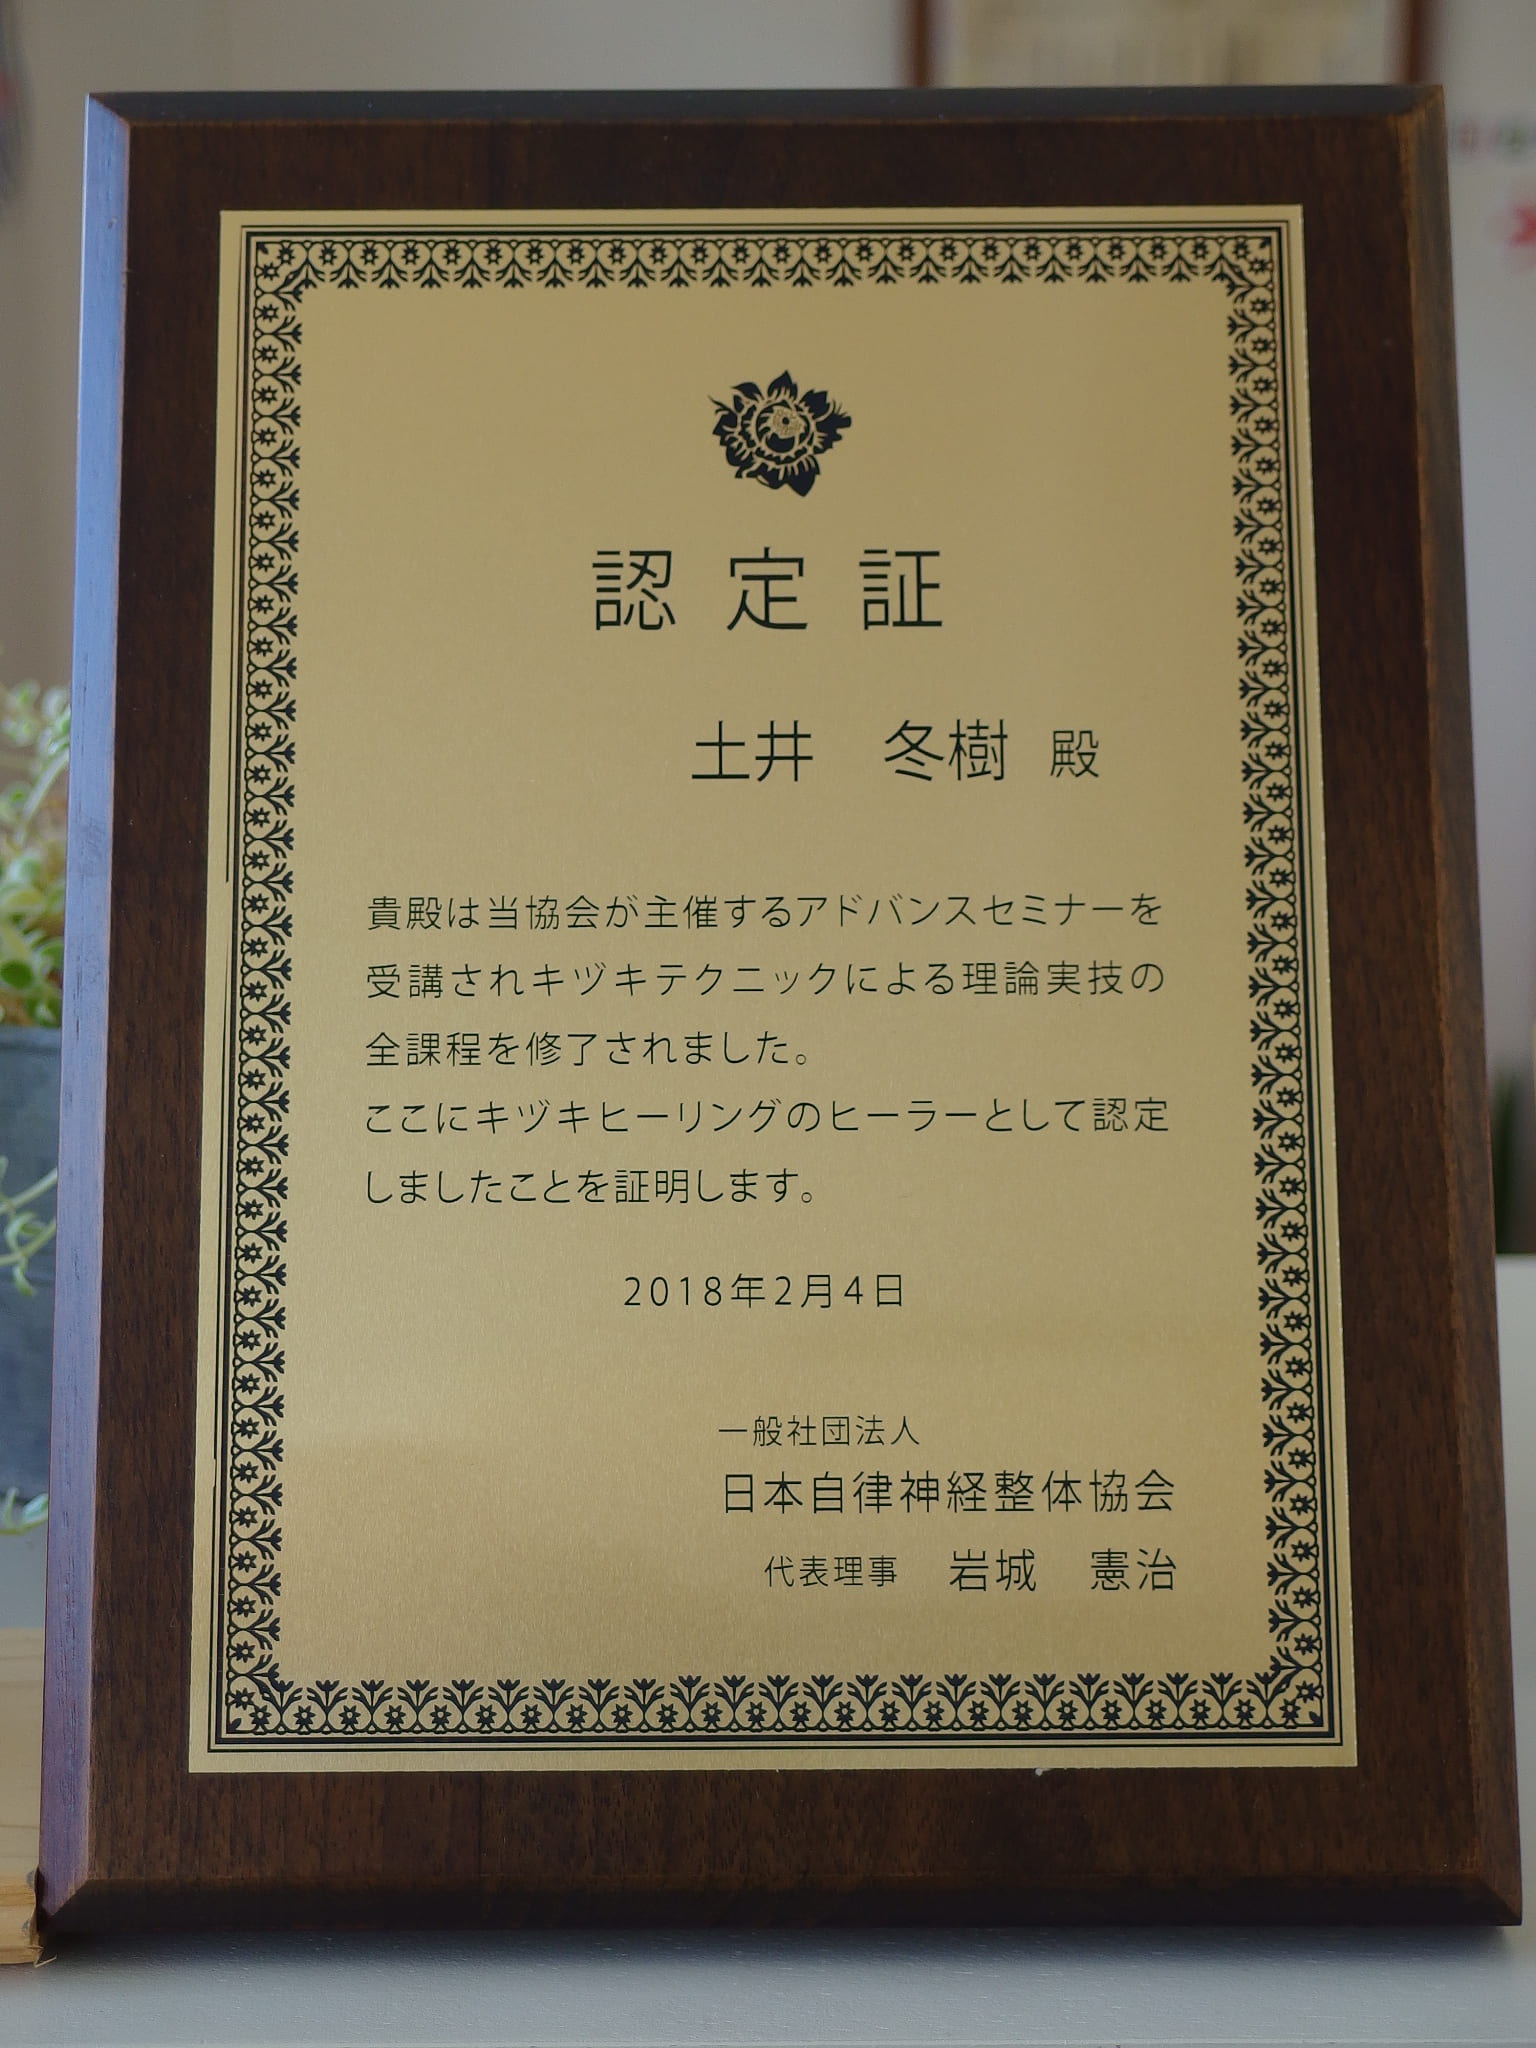 認定証
土井　冬樹 殿
貴殿は当協会が主催するアドバンスセミナーを
受講されキヅキテクニックによる理論実技の
全課程を修了されました。
ここにキヅキヒーリングのヒーラーとして認定
しましたことを証明します。
2018年2月4日
一般社団法人
日本自律神経整体協会
代表理事　岩城　憲治